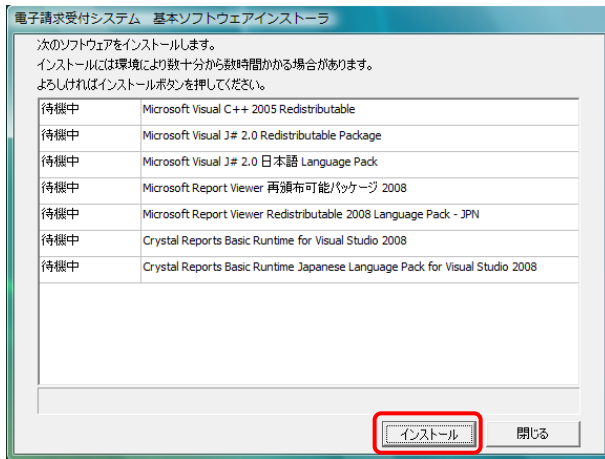 電子請求受付システム　基本ソフトウェアインストーラ
次のソフトウェアをインストールします。
インストールには環境により数十分から数時間かかる場合があります。
よろしければインストールボタンを押してください。
待機中 Microsoft Visual C++ 2005 Redistributable
待機中 Microsoft Visual J# 2.0 Redistributable Package
待機中 Microsoft Visual J# 2.0 日本語 Language Pack
待機中 Microsoft Report Viewer 再頒布可能パッケージ 2008
待機中 Microsoft Report Viewer Redistributable 2008 Language Pack - JPN
待機中 Crystal Reports Basic Runtime for Visual Studio 2008
待機中 Crystal Reports Basic Runtime Japanese Language Pack for Visual Studio 2008
インストール 閉じる